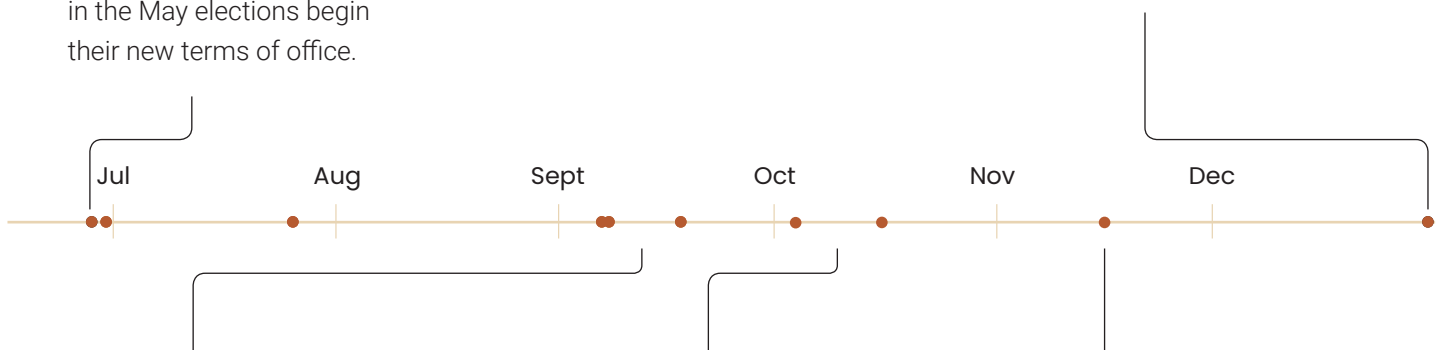 in the May elections begin
their new terms of office.
Jul Aug Sept Oct Nov Dec